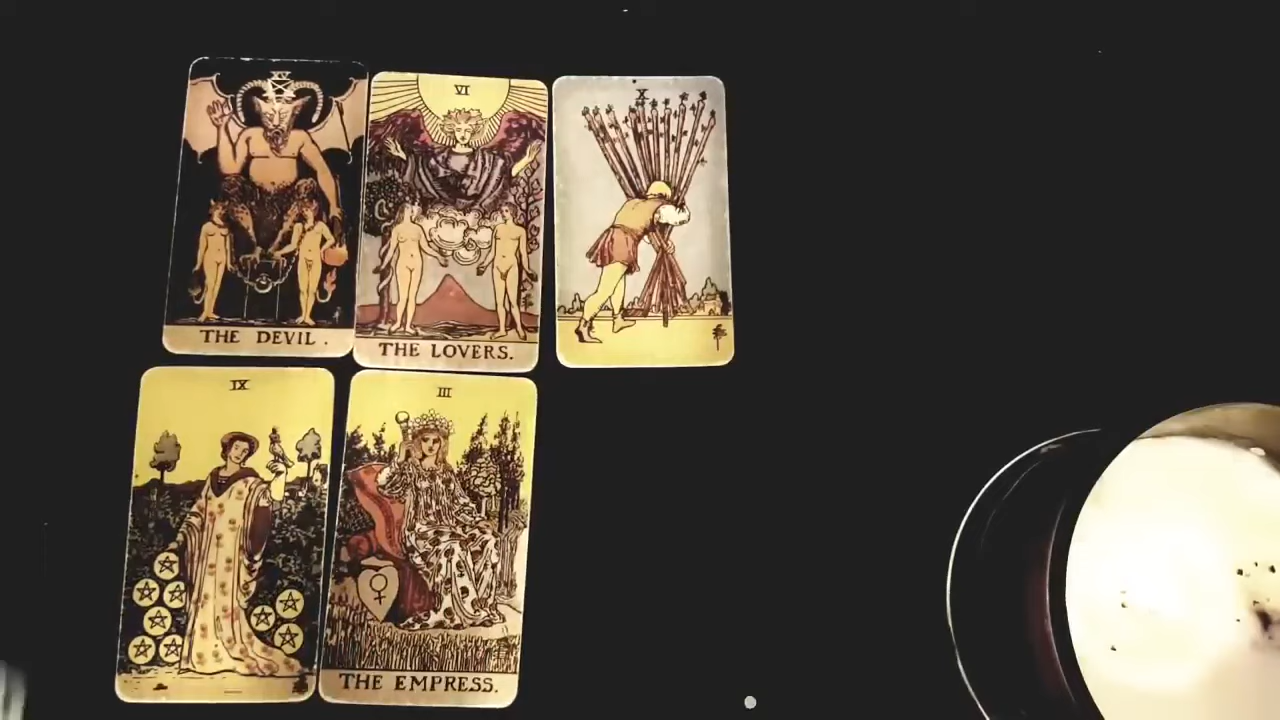 XV
THE DEVIL.
VI
THE LOVERS.
X
IX
III
THE EMPRESS.